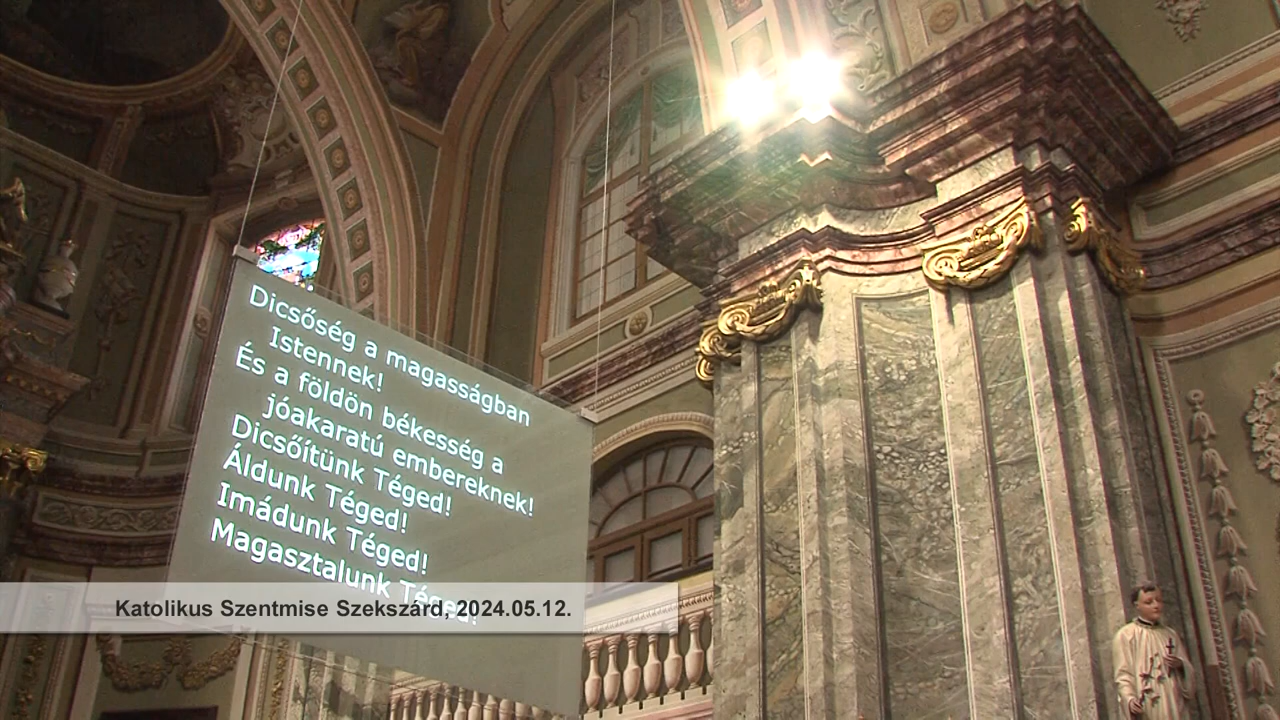 Dicsőség a magasságban
Istennek!
És a földön békesség a
jóakaratú embereknek!
Dicsőítünk Téged!
Áldunk Téged!
Imádunk Téged!
Magasztalunk Téged!
Katolikus Szentmise Szekszárd, 2024.05.12.